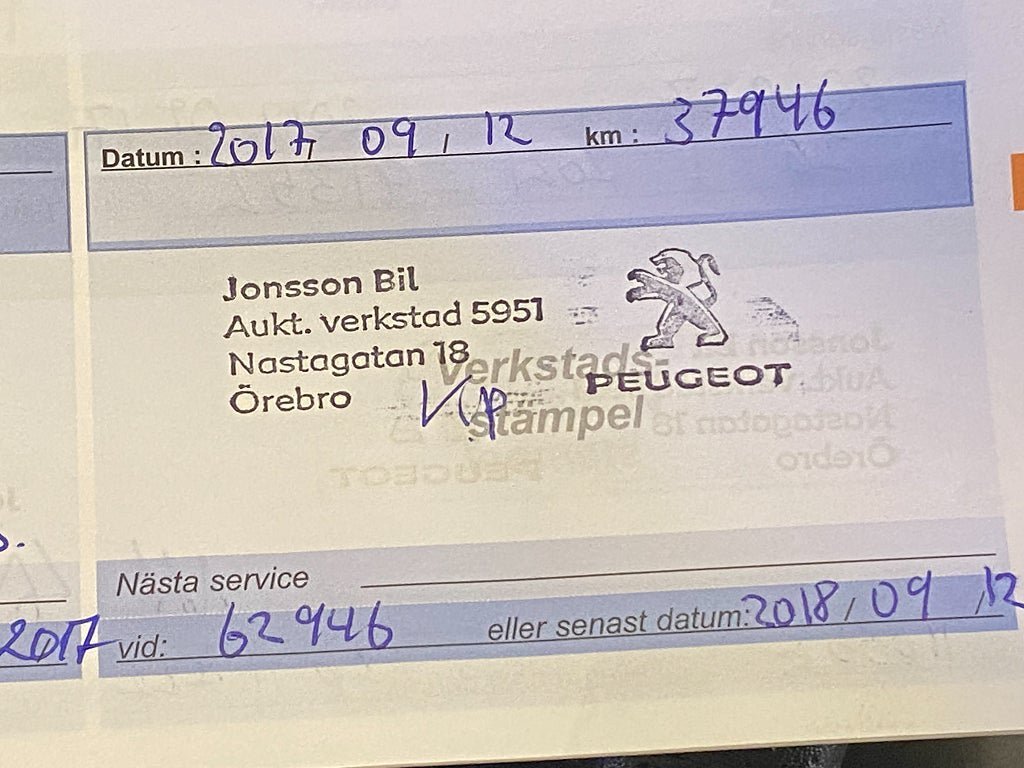 Datum : 2017, 09, 12 km : 37946
Jonsson Bil
Aukt. verkstad 5951
Nastagatan 18
Örebro
Verkstads-
stämpel
PEUGEOT
Nästa service
vid: 62946 eller senast datum: 2018, 09, 12
2017